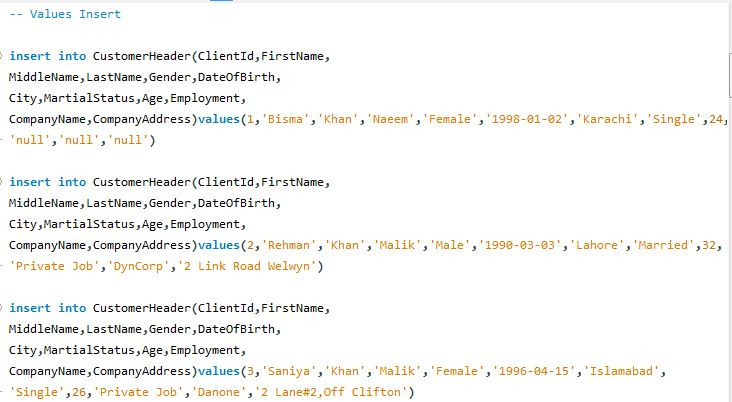 -- Values Insert
insert into CustomerHeader(ClientId,FirstName,
MiddleName,LastName,Gender,DateOfBirth,
City,MartialStatus,Age,Employment,
CompanyName,CompanyAddress)values(1,'Bisma','Khan','Naeem','Female','1998-01-02','Karachi','Single',24,
'null','null','null')
insert into CustomerHeader(ClientId,FirstName,
MiddleName,LastName,Gender,DateOfBirth,
City,MartialStatus,Age,Employment,
CompanyName,CompanyAddress)values(2,'Rehman','Khan','Malik','Male','1990-03-03','Lahore','Married',32,
'Private Job','DynCorp','2 Link Road Welwyn')
insert into CustomerHeader(ClientId,FirstName,
MiddleName,LastName,Gender,DateOfBirth,
City,MartialStatus,Age,Employment,
CompanyName,CompanyAddress)values(3,'Saniya','Khan','Malik','Female','1996-04-15','Islamabad',
'Single',26,'Private Job','Danone','2 Lane#2,Off Clifton')